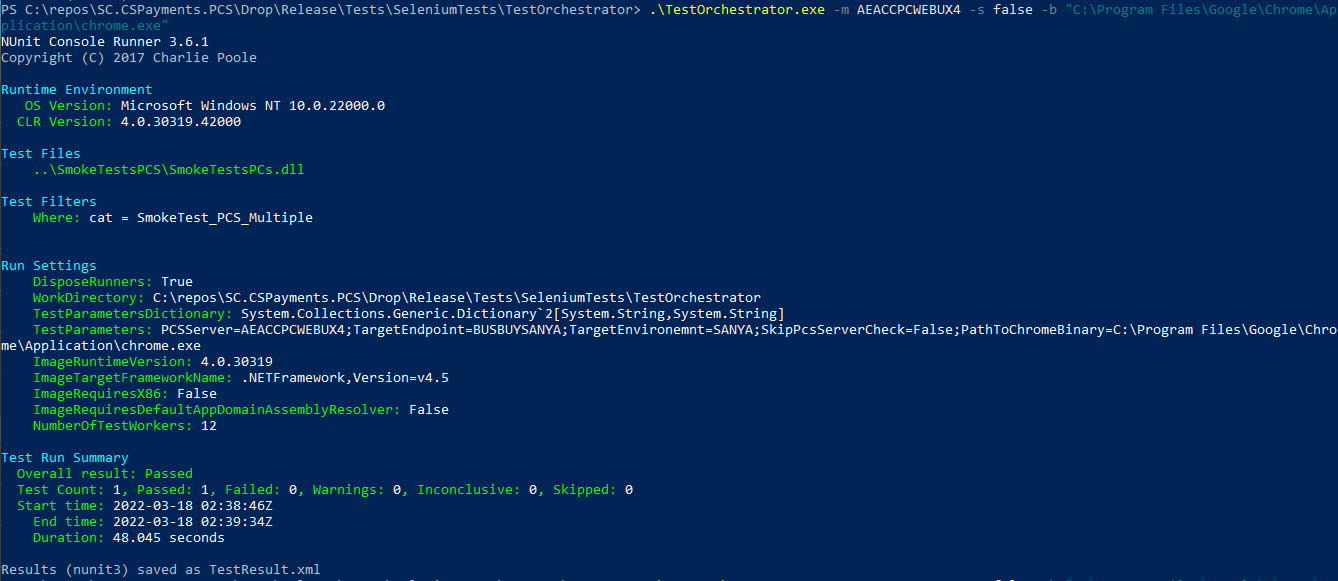 PS C:\repos\SC.CSPayments.PCS\Drop\Release\Tests\SeleniumTests\TestOrchestrator> .\TestOrchestrator.exe -m AEACCPCWEBUX4 -s false -b "C:\Program Files\Google\Chrome\Ap
plication\chrome.exe"
NUnit Console Runner 3.6.1
Copyright (C) 2017 Charlie Poole
Runtime Environment
OS Version: Microsoft Windows NT 10.0.22000.0
CLR Version: 4.0.30319.42000
Test Files
..\SmokeTestsPCS\SmokeTestsPCs.dll
Test Filters
Where: cat = SmokeTest_PCS_Multiple
Run Settings
DisposeRunners: True
WorkDirectory: C:\repos\SC.CSPayments.PCS\Drop\Release\Tests\SeleniumTests\TestOrchestrator
TestParametersDictionary: System.Collections.Generic.Dictionary`2[System.String,System.String]
TestParameters: PCSServer=AEACCPCWEBUX4;TargetEndpoint=BUSBUYSANYA;TargetEnvironemnt=SANYA;SkipPcsServerCheck=False;PathToChromeBinary=C:\Program Files\Google\Chro
me\Application\chrome.exe
ImageRuntimeVersion: 4.0.30319
ImageTargetFrameworkName: .NETFramework,Version=v4.5
ImageRequiresX86: False
ImageRequiresDefaultAppDomainAssemblyResolver: False
NumberOfTestWorkers: 12
Test Run Summary
Overall result: Passed
Test Count: 1, Passed: 1, Failed: 0, Warnings: 0, Inconclusive: 0, Skipped: 0
Start time: 2022-03-18 02:38:46Z
End time: 2022-03-18 02:39:34Z
Duration: 48.045 seconds
Results (nunit3) saved as TestResult.xml